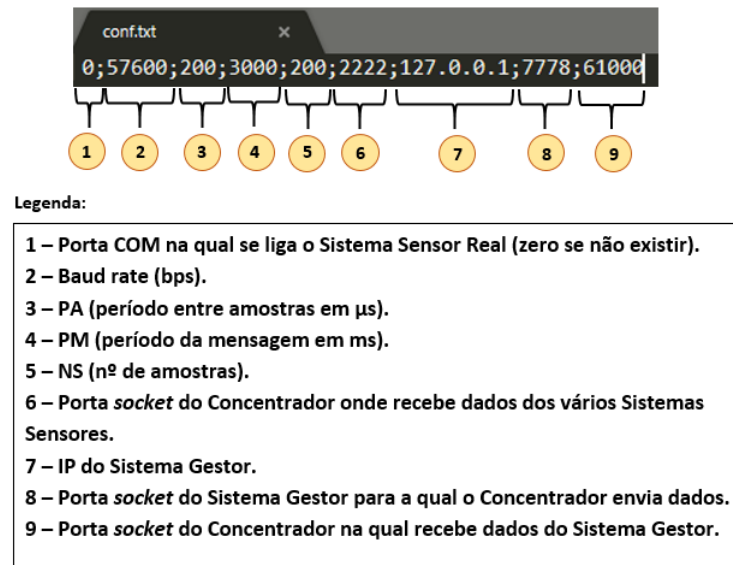 conf.txt ×
0;57600;200;3000;200;2222;127.0.0.1;7778;61000
1 2 3 4 5 6 7 8 9
Legenda:
1 – Porta COM na qual se liga o Sistema Sensor Real (zero se não existir).
2 – Baud rate (bps).
3 – PA (período entre amostras em µs).
4 – PM (período da mensagem em ms).
5 – NS (nº de amostras).
6 – Porta socket do Concentrador onde recebe dados dos vários Sistemas
Sensores.
7 – IP do Sistema Gestor.
8 – Porta socket do Sistema Gestor para a qual o Concentrador envia dados.
9 – Porta socket do Concentrador na qual recebe dados do Sistema Gestor.